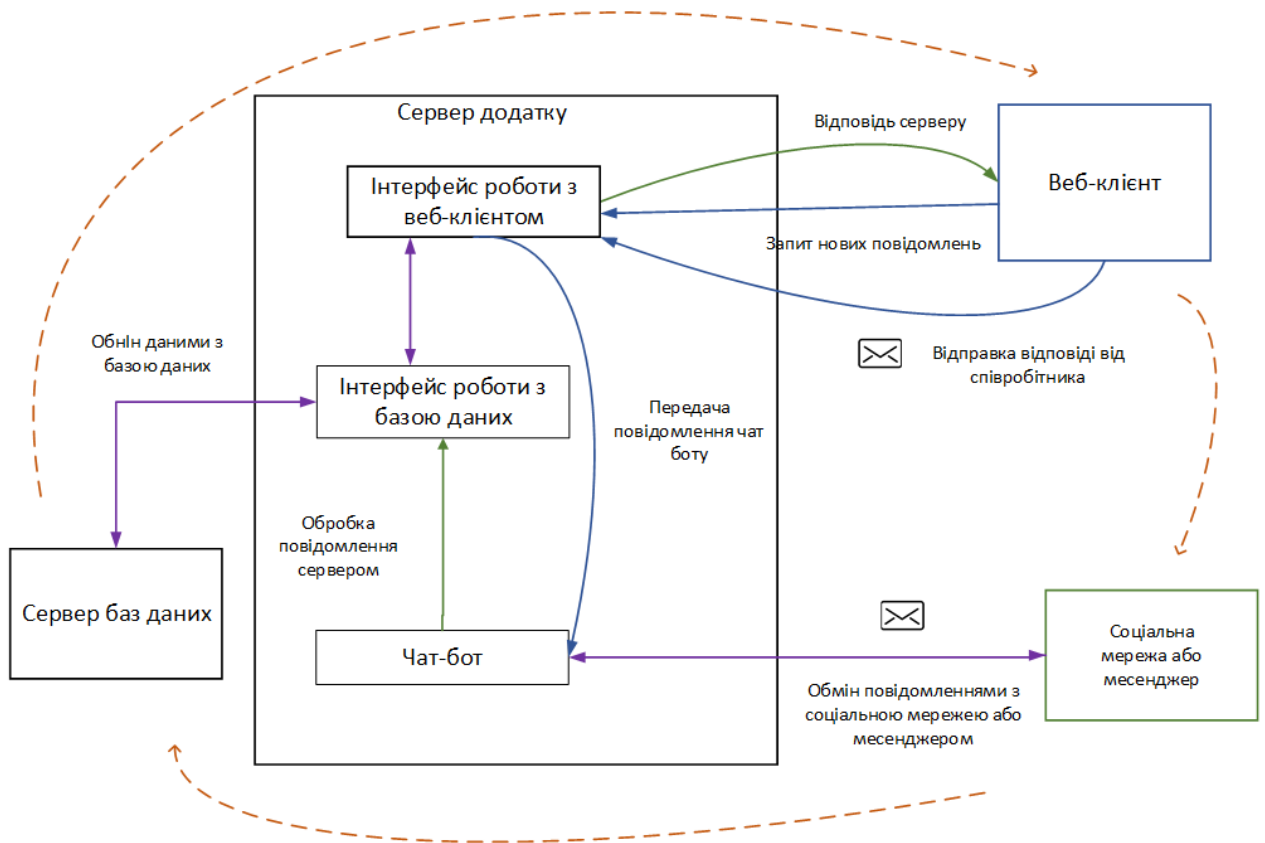 Сервер додатку
Відповідь серверу
Інтерфейс роботи з
веб-клієнтом
Веб-клієнт
Запит нових повідомлень
Обнін даними з
базою даних
Відправка відповіді від
співробітника
Інтерфейс роботи з
базою даних
Передача
повідомлення чат
боту
Обробка
повідомлення
сервером
Сервер баз даних
Чат-бот
Соціальна
мережа або
месенджер
Обмін повідомленнями з
соціальною мережею або
месенджером